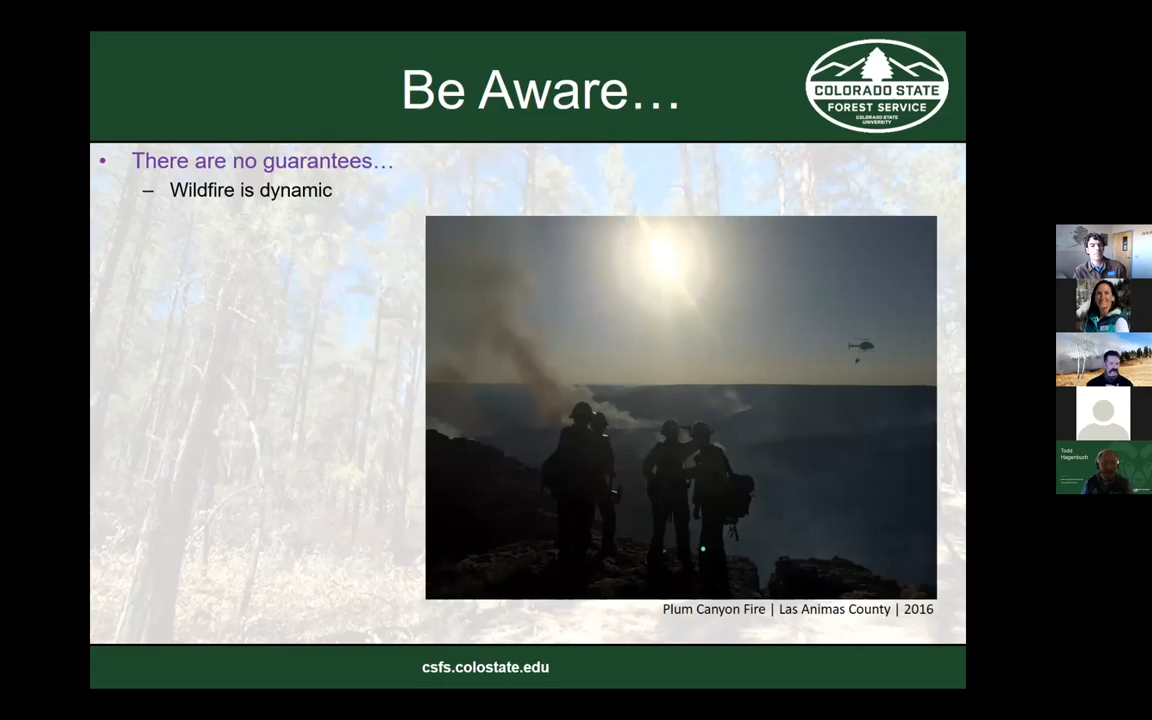 Be Aware…
COLORADO STATE
FOREST SERVICE
COLORADO STATE
UNIVERSITY
• There are no guarantees…
– Wildfire is dynamic
Plum Canyon Fire | Las Animas County | 2016
csfs.colostate.edu
Todd
Hagenbuch